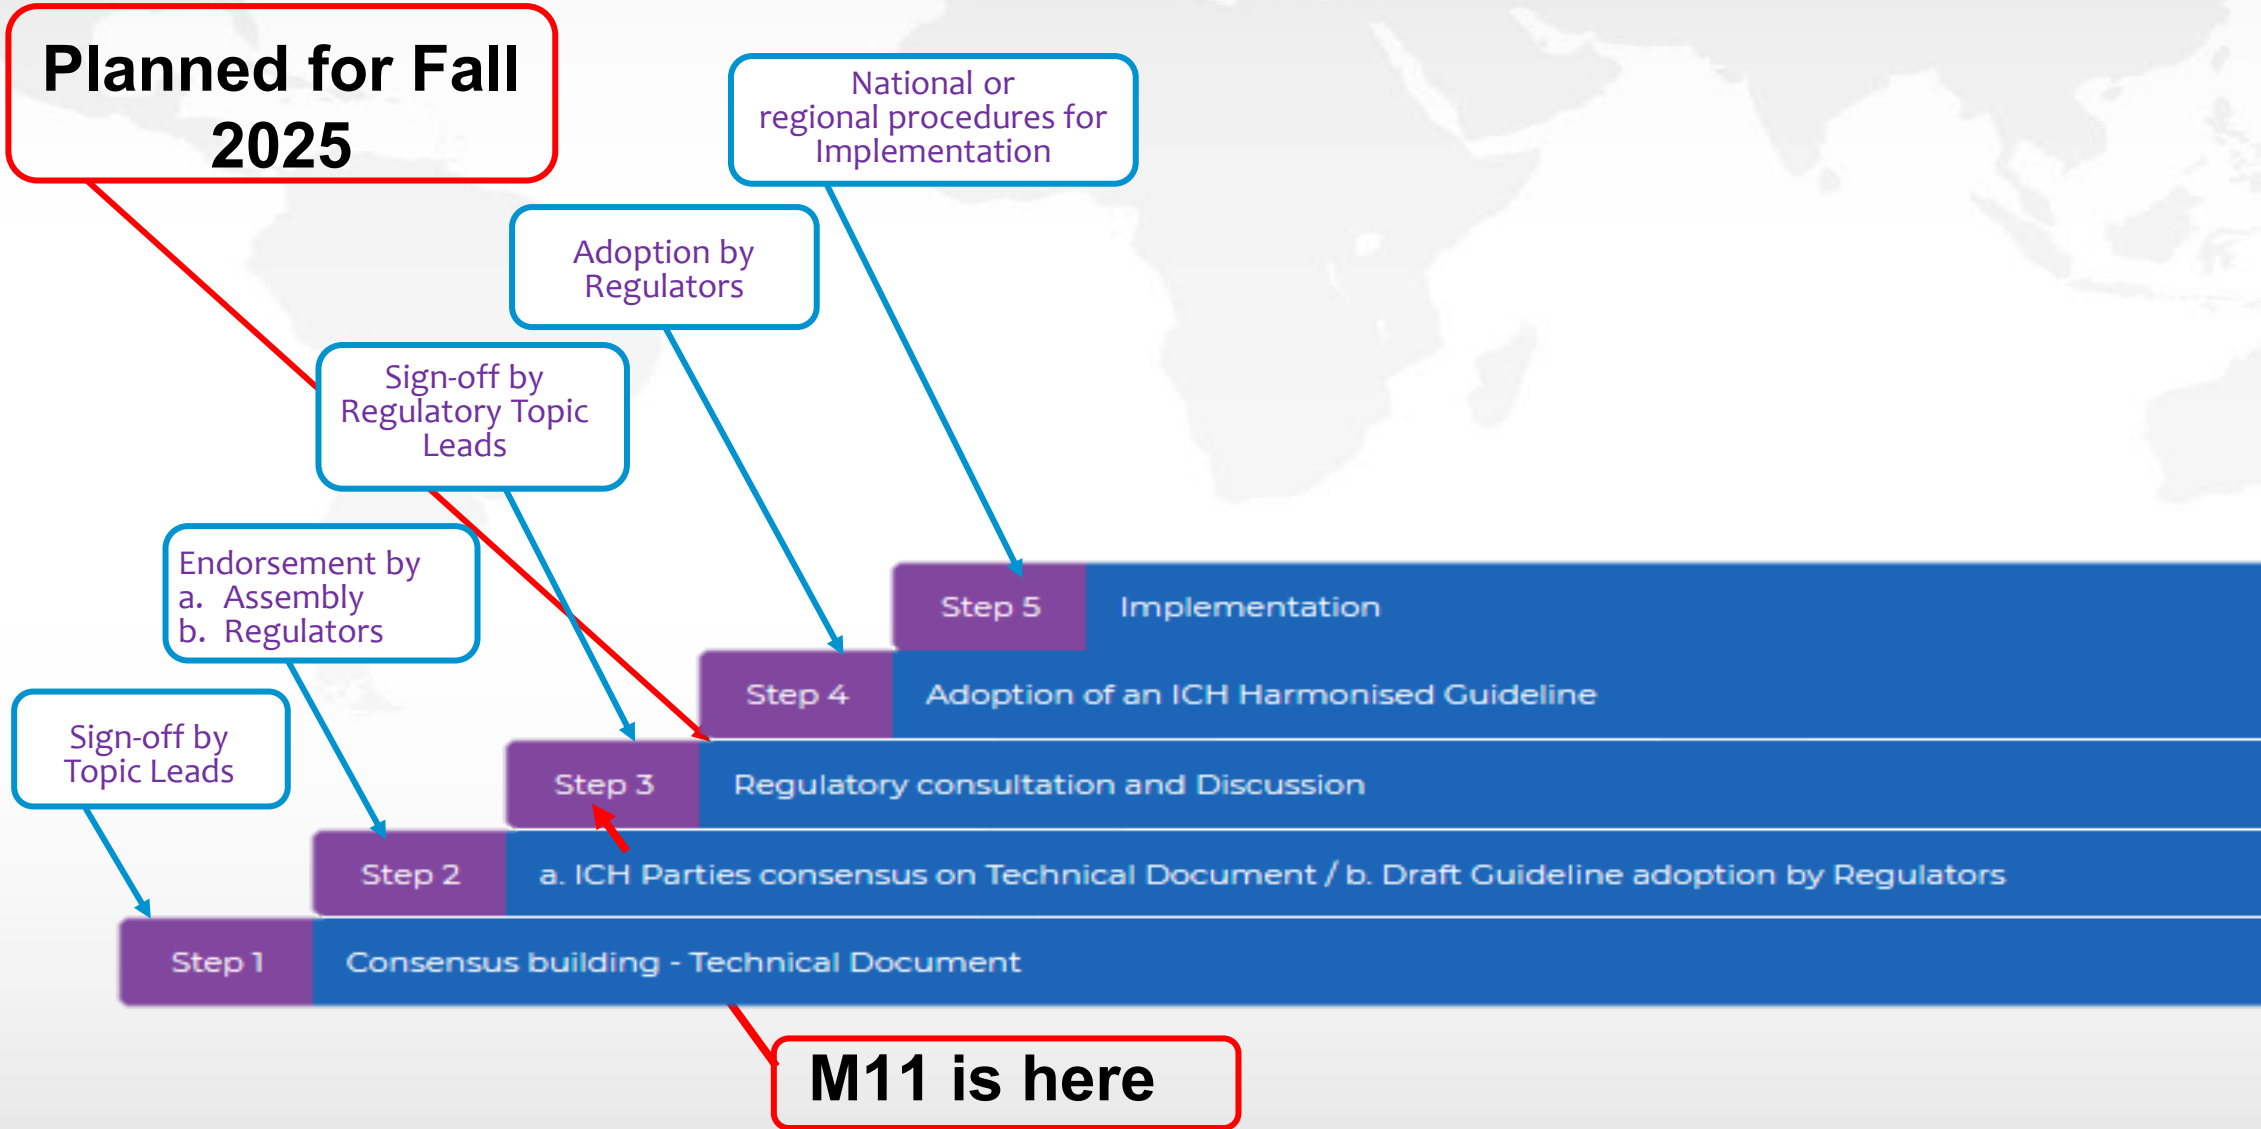 Planned for Fall
2025
National or
regional procedures for
Implementation
Adoption by
Regulators
Sign-off by
Regulatory Topic
Leads
Endorsement by
a. Assembly
b. Regulators
Sign-off by
Topic Leads
Step 5 Implementation
Step 4 Adoption of an ICH Harmonised Guideline
Step 3 Regulatory consultation and Discussion
Step 2 a. ICH Parties consensus on Technical Document / b. Draft Guideline adoption by Regulators
Step 1 Consensus building - Technical Document
M11 is here